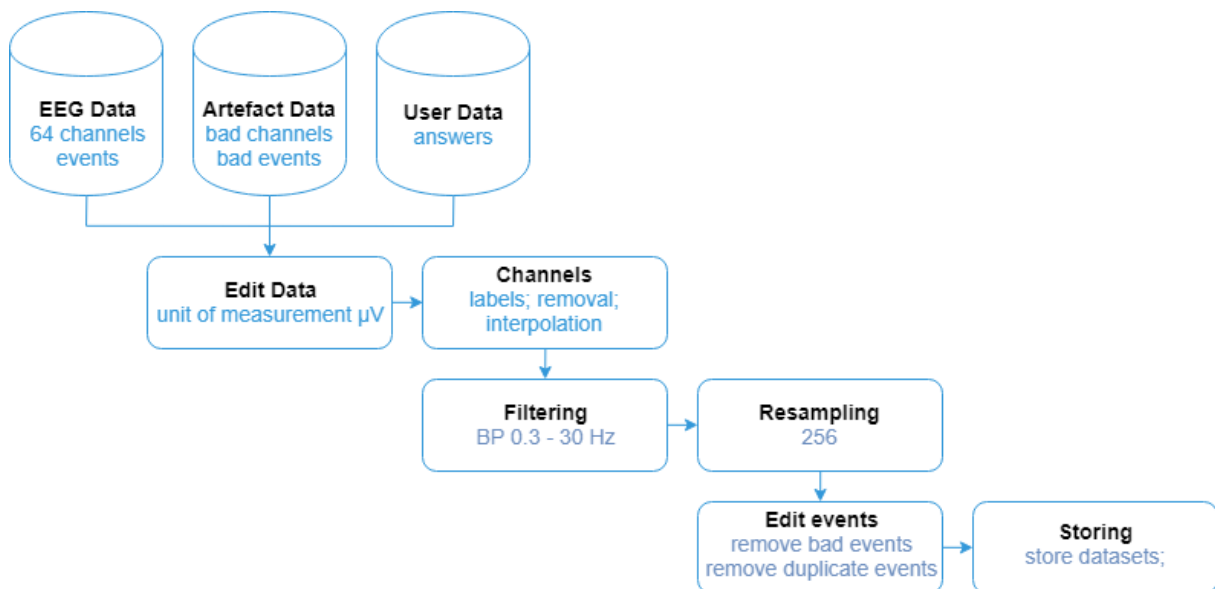 EEG Data
64 channels
events
Artefact Data
bad channels
bad events
User Data
answers
Edit Data
unit of measurement µV
Channels
labels; removal;
interpolation
Filtering
BP 0.3 - 30 Hz
Resampling
256
Edit events
remove bad events
remove duplicate events
Storing
store datasets;